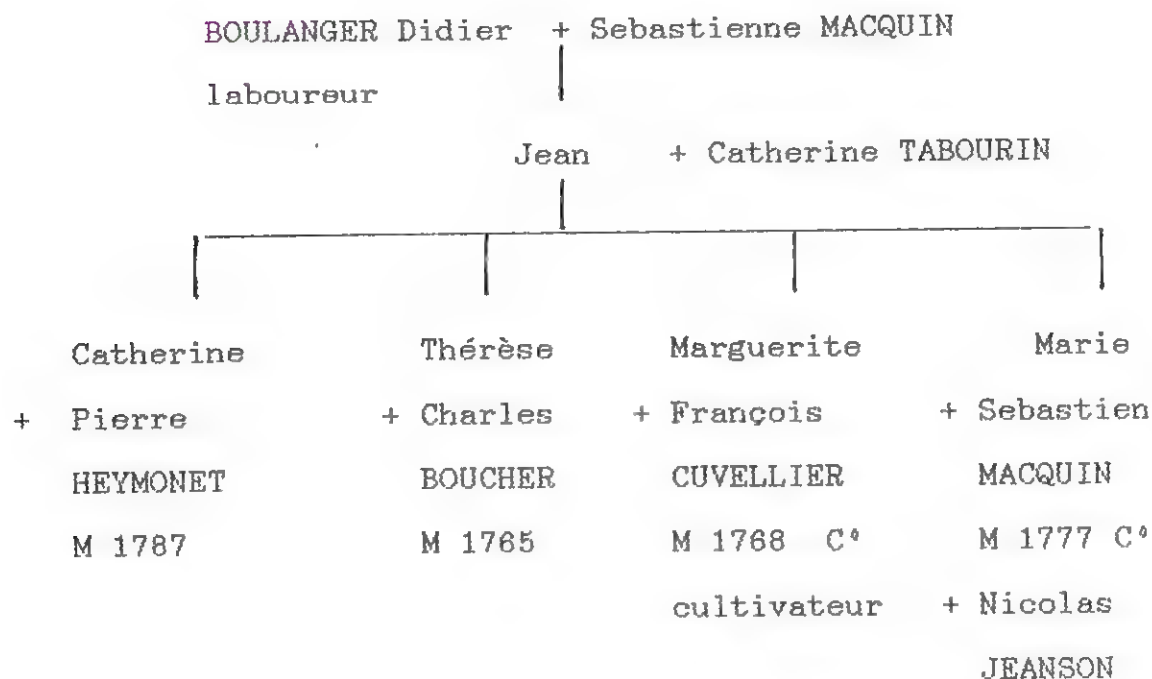 BOULANGER Didier + Sebastienne MACQUIN
laboureur
Jean + Catherine TABOURIN
Catherine
+ Pierre
HEYMONET
M 1787
Thérèse
+ Charles
BOUCHER
M 1765
Marguerite
+ François
CUVELLIER
M 1768 C°
cultivateur
Marie
+ Sebastien
MACQUIN
M 1777 C°
+ Nicolas
JEANSON